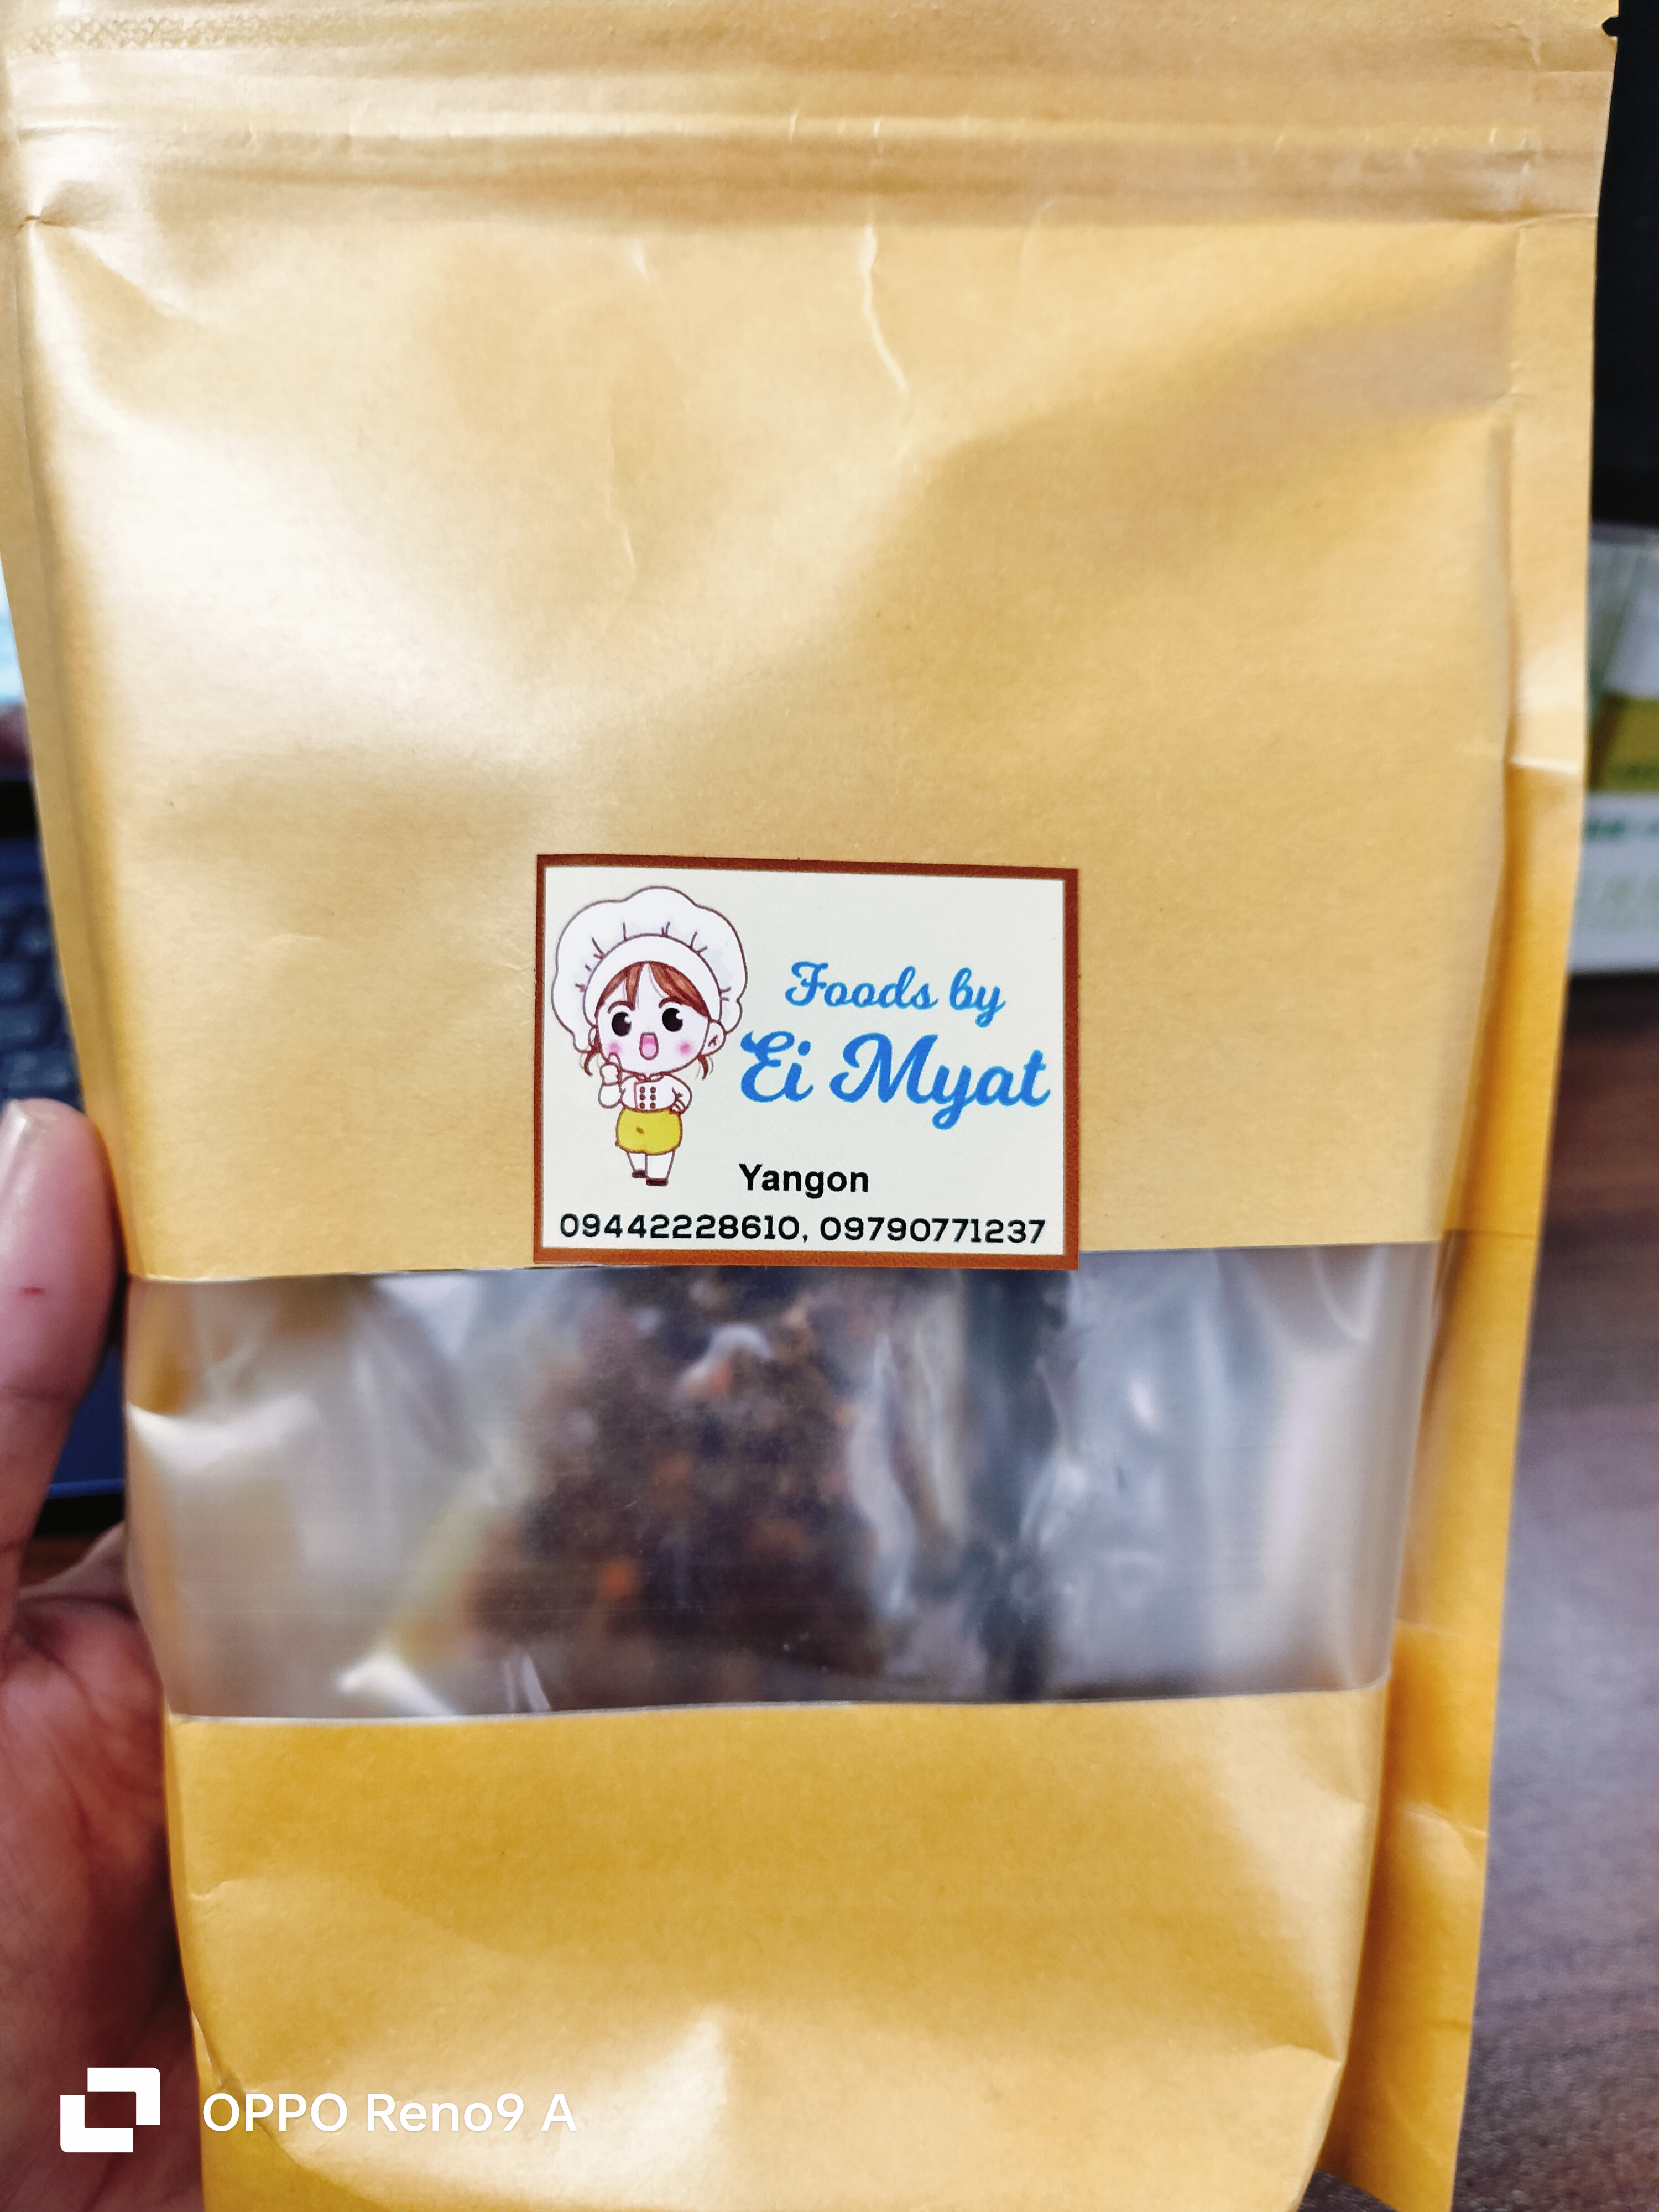 Foods by
Ei Myat
Yangon
09442228610, 09790771237
OPPO Reno9 A